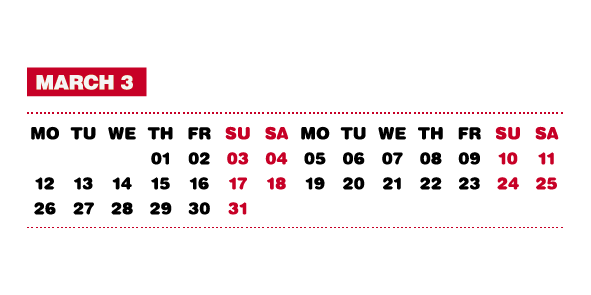 MARCH 3
MO TU WE TH FR SU SA MO TU WE TH FR SU SA
01 02 03 04 05 06 07 08 09 10 11
12 13 14 15 16 17 18 19 20 21 22 23 24 25
26 27 28 29 30 31